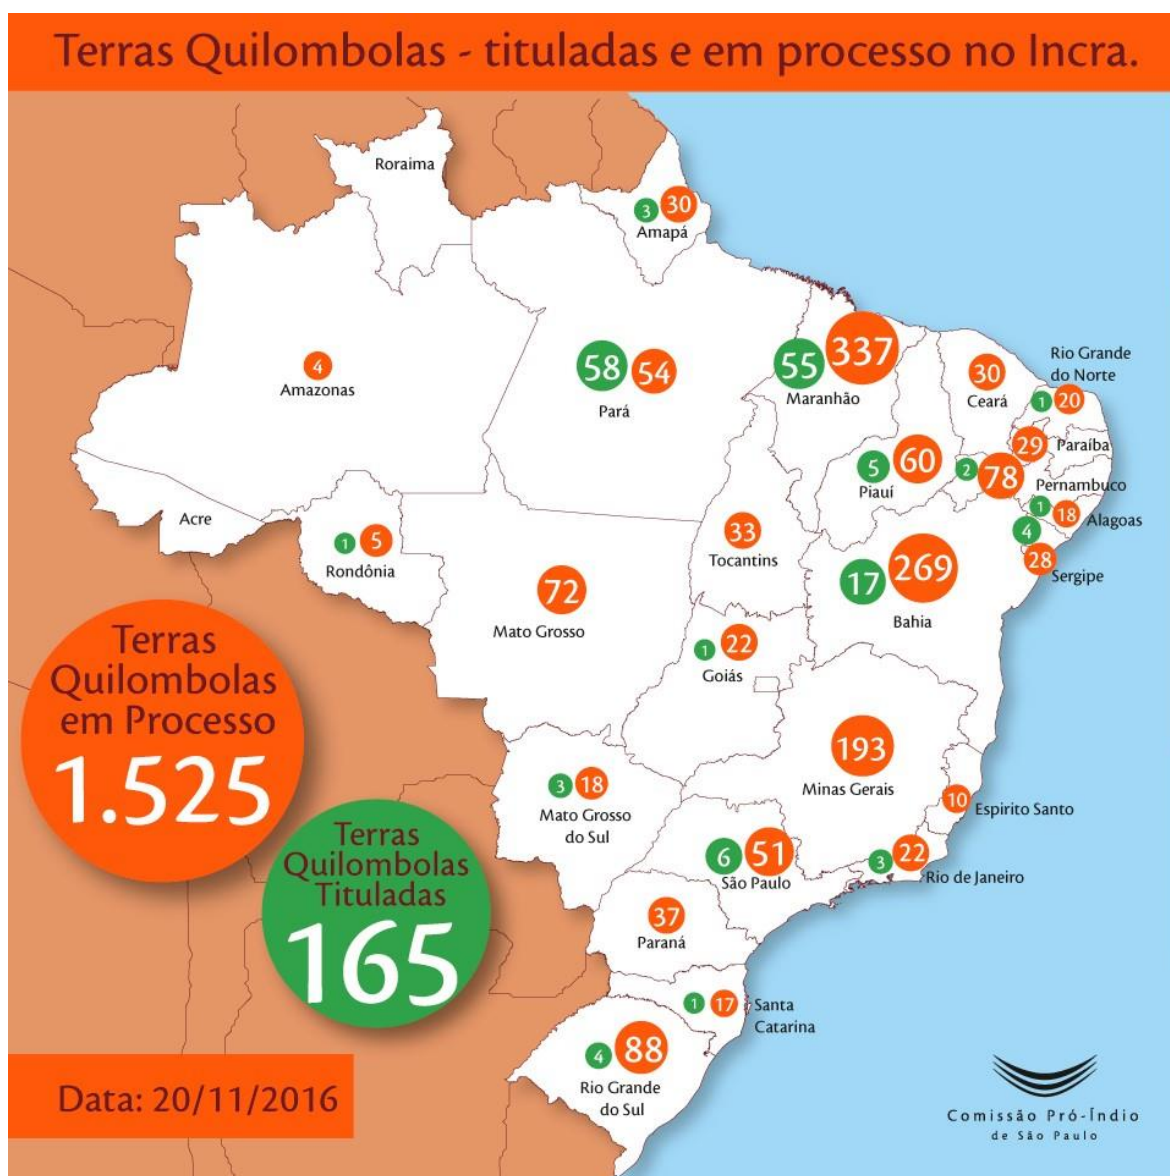 Terras Quilombolas - tituladas e em processo no Incra.
Roraima
3
30
Amapá
4
Amazonas
58
54
Pará
55
337
Maranhão
30
Ceará
Rio Grande
do Norte
1
20
29
Paraíba
5
60
Piauí
2
78
Pernambuco
1
18
Alagoas
4
28
Sergipe
Acre
1
5
Rondônia
33
Tocantins
72
Mato Grosso
17
269
Bahia
1
22
Goiás
193
Minas Gerais
10
Espirito Santo
3
18
Mato Grosso
do Sul
6
51
São Paulo
3
22
Rio de Janeiro
37
Paraná
1
17
Santa
Catarina
4
88
Rio Grande
do Sul
Terras
Quilombolas
em Processo
1.525
Terras
Quilombolas
Tituladas
165
Data: 20/11/2016
Comissão Pró-Índio
de São Paulo